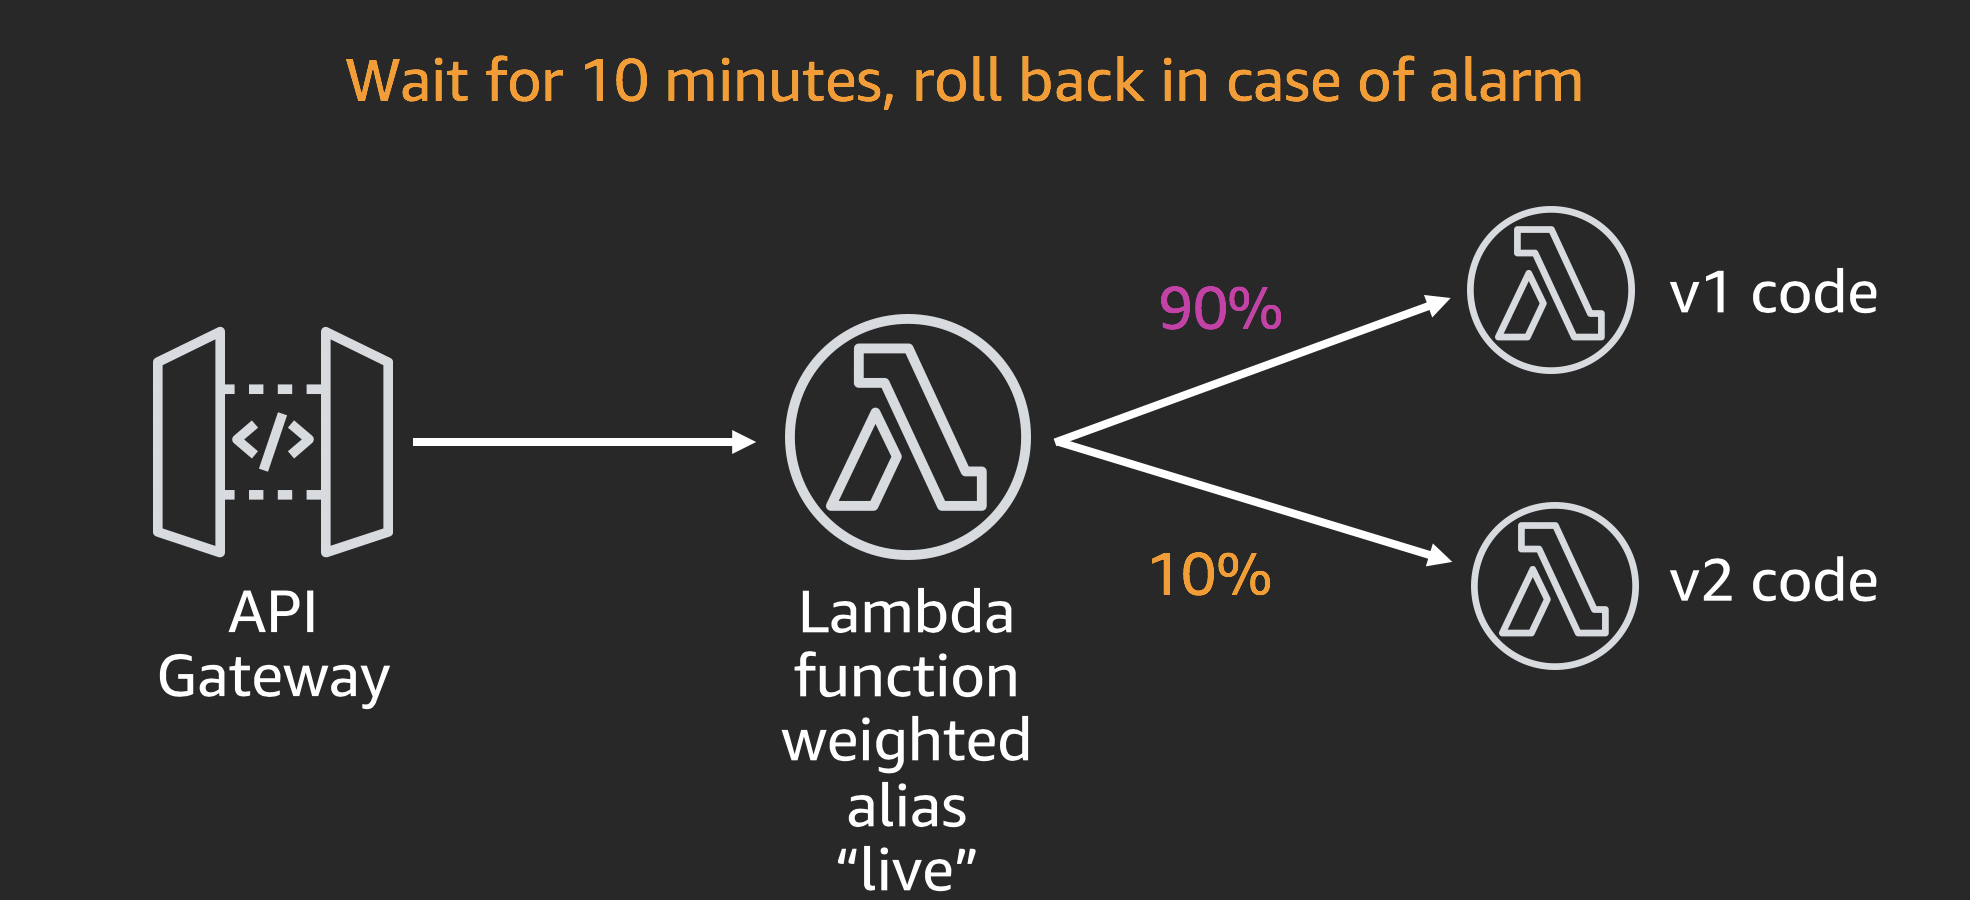 Wait for 10 minutes, roll back in case of alarm
90%
v1 code
</>
10%
v2 code
API
Gateway
Lambda
function
weighted
alias
“live”